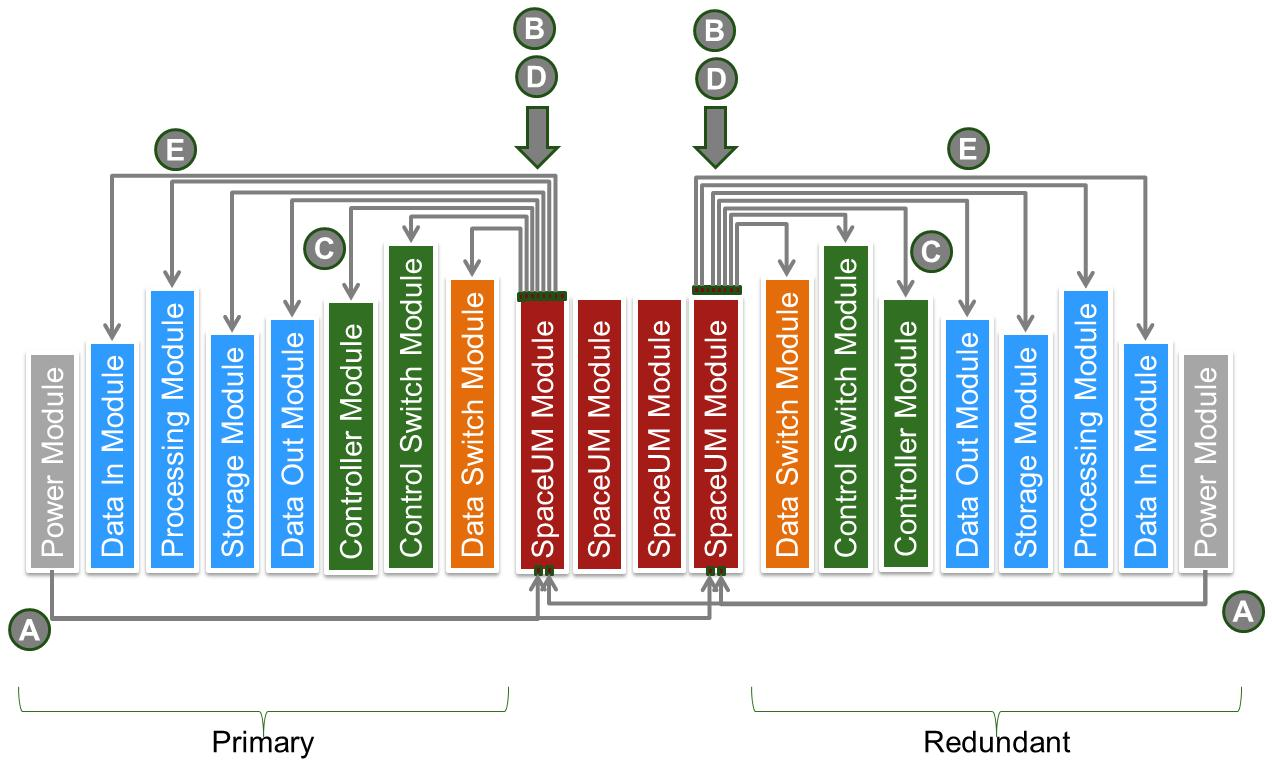 B
B
D
D
E
E
C
C
Power Module
Data In Module
Processing Module
Storage Module
Data Out Module
Controller Module
Control Switch Module
Data Switch Module
SpaceUM Module
SpaceUM Module
SpaceUM Module
SpaceUM Module
Data Switch Module
Control Switch Module
Controller Module
Data Out Module
Storage Module
Processing Module
Data In Module
Power Module
A
A
Primary
Redundant